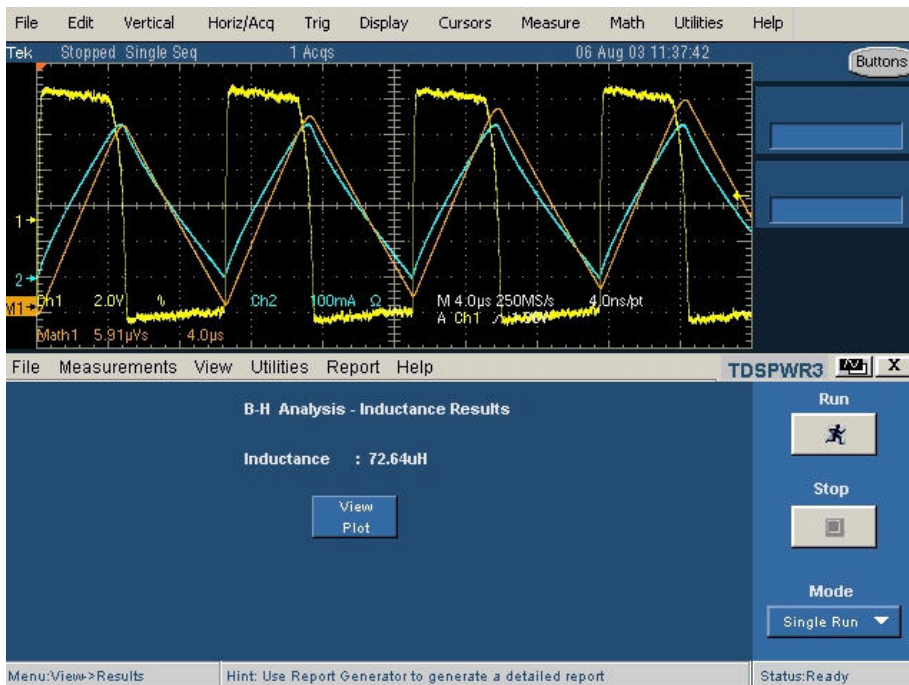 File Edit Vertical Horiz/Acq Trig Display Cursors Measure Math Utilities Help
Tek Stopped Single Seq 1 Acqs 06 Aug 03 11:37:42
Buttons
1
2
M1
Ch1 2.0V Ch2 100mA Ω M 4.0µs 250MS/s 4.0ns/pt
A Ch1
Math1 5.91µVs 4.0µs
File Measurements View Utilities Report Help TDSPWR3 X
B-H Analysis - Inductance Results
Inductance : 72.64uH
View
Plot
Run
Stop
Mode
Single Run
Menu:View->Results Hint: Use Report Generator to generate a detailed report Status:Ready